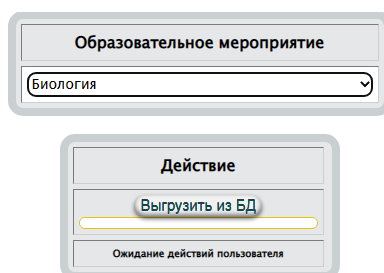 Образовательное мероприятие
Биология
Действие
Выгрузить из БД
Ожидание действий пользователя